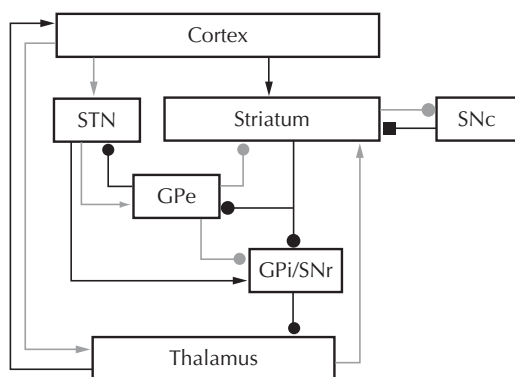 Cortex
STN
Striatum
SNc
GPe
GPi/SNr
Thalamus